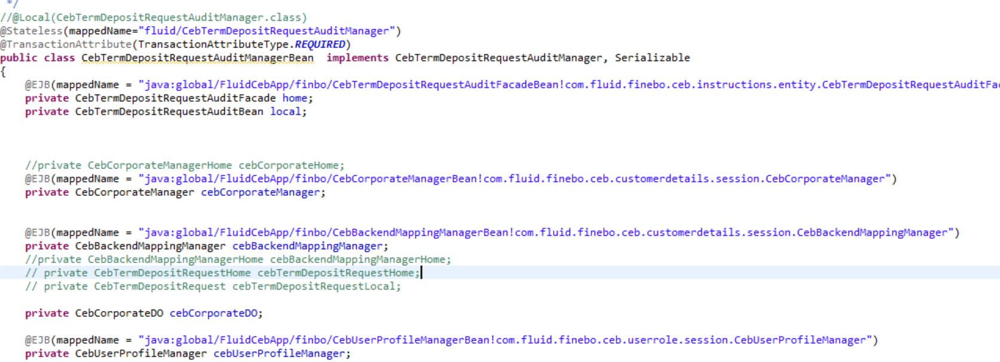 */
//@Local(CebTermDepositRequestAuditManager.class)
@Stateless(mappedName="fluid/CebTermDepositRequestAuditManager")
@TransactionAttribute(TransactionAttributeType.REQUIRED)
public class CebTermDepositRequestAuditManagerBean  implements CebTermDepositRequestAuditManager, Serializable
{
    @EJB(mappedName = "java:global/FluidCebApp/finbo/CebTermDepositRequestAuditFacadeBean!com.fluid.finebo.ceb.instructions.entity.CebTermDepositRequestAuditFac
    private CebTermDepositRequestAuditFacade home;
    private CebTermDepositRequestAuditBean local;
    //private CebCorporateManagerHome cebCorporateHome;
    @EJB(mappedName = "java:global/FluidCebApp/finbo/CebCorporateManagerBean!com.fluid.finebo.ceb.customerdetails.session.CebCorporateManager")
    private CebCorporateManager cebCorporateManager;
    @EJB(mappedName = "java:global/FluidCebApp/finbo/CebBackendMappingManagerBean!com.fluid.finebo.ceb.customerdetails.session.CebBackendMappingManager")
    private CebBackendMappingManager cebBackendMappingManager;
    //private CebBackendMappingManagerHome cebBackendMappingManagerHome;
    // private CebTermDepositRequestHome cebTermDepositRequestHome;
    // private CebTermDepositRequest cebTermDepositRequestLocal;
    private CebCorporateDO cebCorporateDO;
    @EJB(mappedName = "java:global/FluidCebApp/finbo/CebUserProfileManagerBean!com.fluid.finebo.ceb.userrole.session.CebUserProfileManager")
    private CebUserProfileManager cebUserProfileManager;